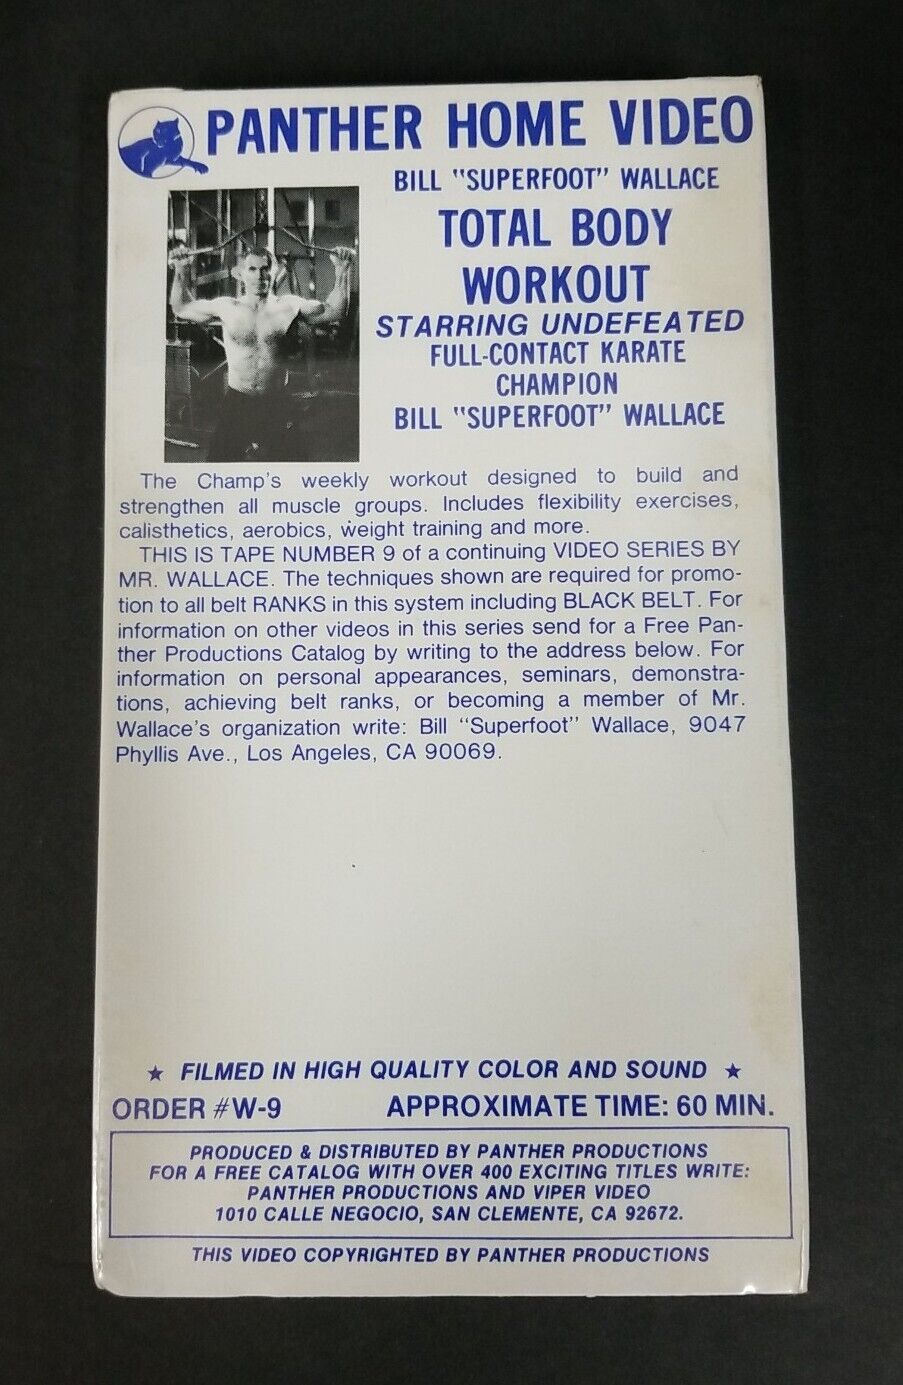 PANTHER HOME VIDEO
BILL "SUPERFOOT" WALLACE
TOTAL BODY
WORKOUT
STARRING UNDEFEATED
FULL-CONTACT KARATE
CHAMPION
BILL "SUPERFOOT" WALLACE
The Champ's weekly workout designed to build and
strengthen all muscle groups. Includes flexibility exercises,
calisthetics, aerobics, weight training and more.
THIS IS TAPE NUMBER 9 of a continuing VIDEO SERIES BY
MR. WALLACE. The techniques shown are required for promo-
tion to all belt RANKS in this system including BLACK BELT. For
information on other videos in this series send for a Free Pan-
ther Productions Catalog by writing to the address below. For
information on personal appearances, seminars, demonstra-
tions, achieving belt ranks, or becoming a member of Mr.
Wallace's organization write: Bill "Superfoot" Wallace, 9047
Phyllis Ave., Los Angeles, CA 90069.
★ FILMED IN HIGH QUALITY COLOR AND SOUND ★
ORDER #W-9 APPROXIMATE TIME: 60 MIN.
PRODUCED & DISTRIBUTED BY PANTHER PRODUCTIONS
FOR A FREE CATALOG WITH OVER 400 EXCITING TITLES WRITE:
PANTHER PRODUCTIONS AND VIPER VIDEO
1010 CALLE NEGOCIO, SAN CLEMENTE, CA 92672.
THIS VIDEO COPYRIGHTED BY PANTHER PRODUCTIONS